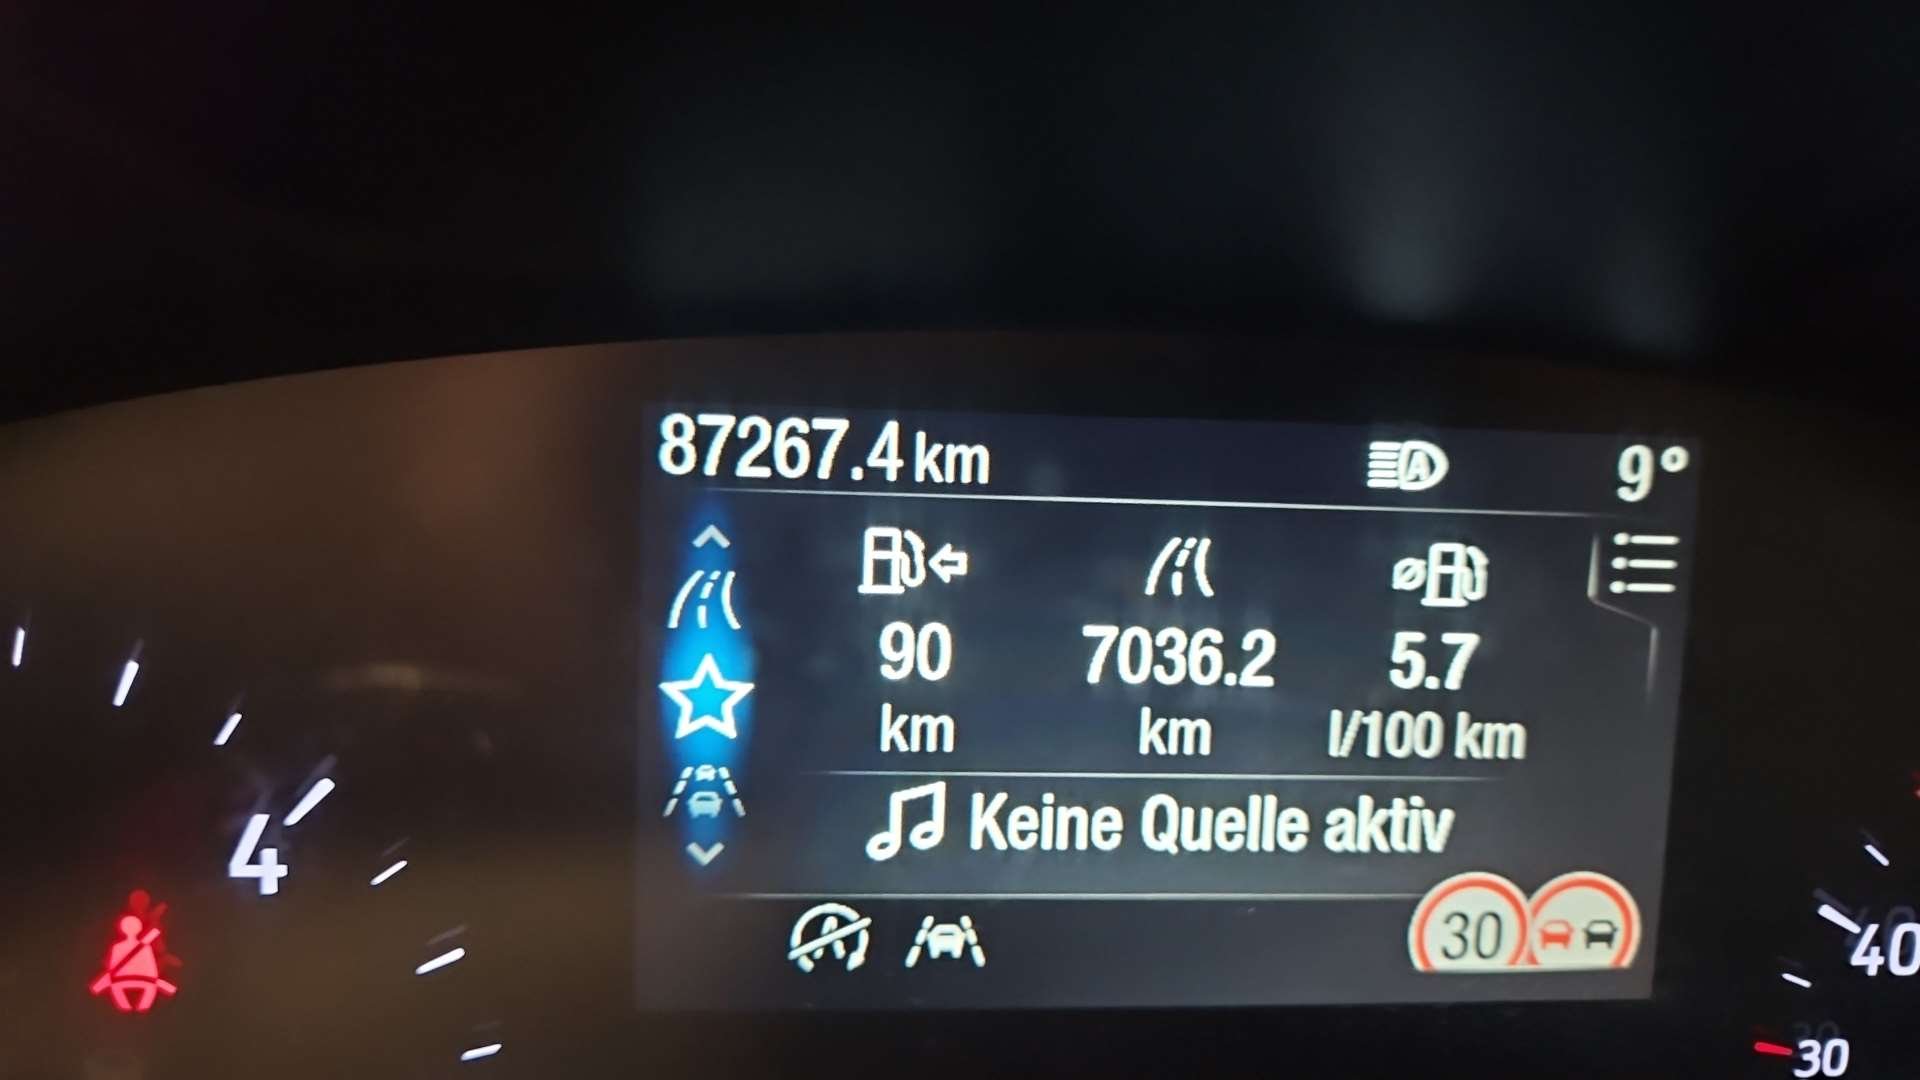 87267.4 km 9°
90 7036.2 5.7
km km l/100 km
Keine Quelle aktiv
30
4
40
30